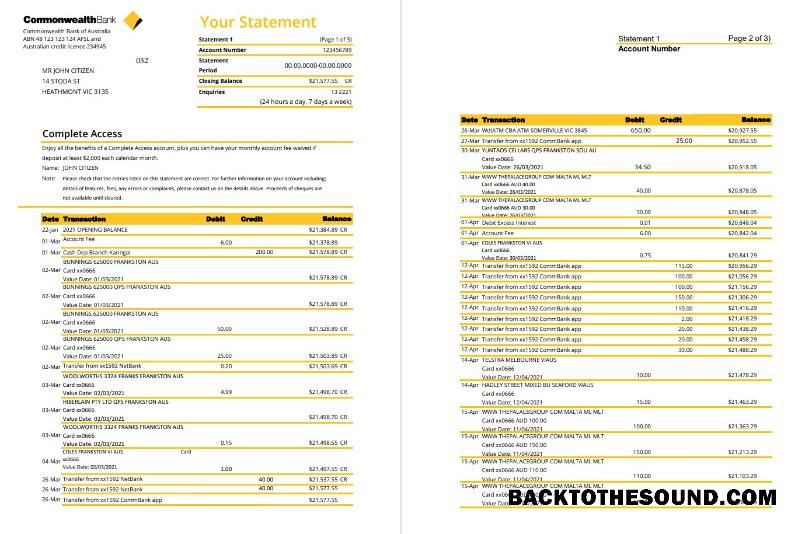 CommonwealthBank
Your Statement
Commonwealth Bank of Australia
ABN 48 123 123 124 AFSL and
Australian credit licence 234945
032
MR JOHN CITIZEN
14 STODA ST
HEATHMONT VIC 3135
Statement 1 (Page 1 of 3)
Account Number 123456789
Statement
Period 00.00.0000-00.00.0000
Closing Balance $21,577.55 CR
Enquiries 13 2221
(24 hours a day, 7 days a week)
Complete Access
Enjoy all the benefits of a Complete Access account, plus you can have your monthly account fee waived if
deposit at least $2,000 each calendar month.
Name: JOHN CITIZEN
Note: Please check that the entries listed on this statement are correct. For further information on your account including;
details of features, fees, any errors or complaints, please contact us on the details above. Proceeds of cheques are
not available until cleared.
Date Transaction Debit Credit Balance
22-Jan 2021 OPENING BALANCE $21,384.89 CR
01-Mar Account Fee 6.00 $21,378.89
01-Mar Cash Dep Branch Karingal 200.00 $21,578.89 CR
BUNNINGS 625000 FRANKSTON AUS
02-Mar Card xx0666
Value Date: 01/03/2021 $21,578.89 CR
BUNNINGS 625000 QPS FRANKSTON AUS
02-Mar Card xx0666
Value Date: 01/03/2021 $21,578.89 CR
BUNNINGS 625000 FRANKSTON AUS
02-Mar Card xx0666
Value Date: 01/03/2021 50.00 $21,528.89 CR
BUNNINGS 625000 QPS FRANKSTON AUS
02-Mar Card xx0666
Value Date: 01/03/2021 25.00 $21,503.89 CR
02-Mar Transfer from xx1592 NetBank 0.20 $21,503.69 CR
WOOLWORTHS 3324 FRANKS FRANKSTON AUS
03-Mar Card xx0666
Value Date: 02/03/2021 4.99 $21,498.70 CR
HIBERLAIN PTY LTD QPS FRANKSTON AUS
03-Mar Card xx0666
Value Date: 02/03/2021 $21,498.70 CR
WOOLWORTHS 3324 FRANKS FRANKSTON AUS
03-Mar Card xx0666
Value Date: 02/03/2021 0.15 $21,498.55 CR
COLES FRANKSTON VI AUS Card
04-Mar xx0666
Value Date: 02/03/2021 1.00 $21,497.55 CR
26-Mar Transfer from xx1592 NetBank 40.00 $21,537.55 CR
26-Mar Transfer from xx1592 NetBank 40.00 $21,577.55
26-Mar Transfer from xx1592 CommBank app $21,577.55
Statement 1 Page 2 of 3)
Account Number
Date Transaction Debit Credit Balance
26-Mar WdlATM CBA ATM SOMERVILLE VIC 3845 650.00 $20,927.55
27-Mar Transfer from xx1592 CommBank app 25.00 $20,952.55
30-Mar YUNTAOS CELLARS QPS FRANKSTON SOU AU
Card xx0666
Value Date: 26/03/2021 34.50 $20,918.05
31-Mar WWW THEPALACEGROUP COM MALTA ML MLT
Card xx0666 AUD 40.00
Value Date: 26/03/2021 40.00 $20,878.05
31-Mar WWW THEPALACEGROUP COM MALTA ML MLT
Card xx0666 AUD 30.00
Value Date: 26/03/2021 30.00 $20,848.05
01-Apr Debit Excess Interest 0.01 $20,848.04
01-Apr Account Fee 6.00 $20,842.04
01-Apr COLES FRANKSTON VI AUS
Card xx0666
Value Date: 30/03/2021 0.75 $20,841.29
12-Apr Transfer from xx1592 CommBank app 115.00 $20,956.29
12-Apr Transfer from xx1592 CommBank app 100.00 $21,056.29
12-Apr Transfer from xx1592 CommBank app 100.00 $21,156.29
12-Apr Transfer from xx1592 CommBank app 150.00 $21,306.29
12-Apr Transfer from xx1592 CommBank app 110.00 $21,416.29
12-Apr Transfer from xx1592 CommBank app 2.00 $21,418.29
12-Apr Transfer from xx1592 CommBank app 20.00 $21,438.29
12-Apr Transfer from xx1592 CommBank app 20.00 $21,458.29
12-Apr Transfer from xx1592 CommBank app 30.00 $21,488.29
14-Apr TELSTRA MELBOURNE VIAUS
Card xx0666
Value Date: 12/04/2021 10.00 $21,478.29
14-Apr HADLEY STREET MIXED BU SEAFORD VIAUS
Card xx0666
Value Date: 12/04/2021 15.00 $21,463.29
15-Apr WWW THEPALACEGROUP COM MALTA ML MLT
Card xx0666 AUD 100.00
Value Date: 11/04/2021 100.00 $21,363.29
15-Apr WWW THEPALACEGROUP COM MALTA ML MLT
Card xx0666 AUD 150.00
Value Date: 11/04/2021 150.00 $21,213.29
15-Apr WWW THEPALACEGROUP COM MALTA ML MLT
Card xx0666 AUD 110.00
Value Date: 11/04/2021 110.00 $21,103.29
15-Apr WWW THEPALACEGROUP COM MALTA ML MLT
BACKTOTHESOUND.COM